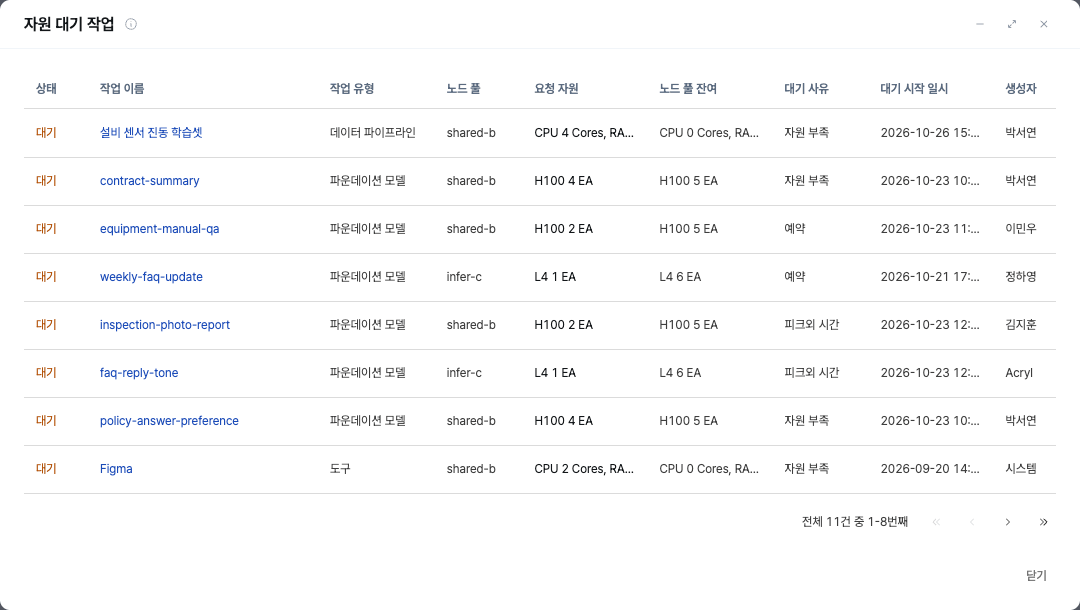 자원 대기 작업
상태 작업 이름 작업 유형 노드 풀 요청 자원 노드 풀 잔여 대기 사유 대기 시작 일시 생성자
대기 설비 센서 진동 학습셋 데이터 파이프라인 shared-b CPU 4 Cores, RA... CPU 0 Cores, RA... 자원 부족 2026-10-26 15:... 박서연
대기 contract-summary 파운데이션 모델 shared-b H100 4 EA H100 5 EA 자원 부족 2026-10-23 10:... 박서연
대기 equipment-manual-qa 파운데이션 모델 shared-b H100 2 EA H100 5 EA 예약 2026-10-23 11:... 이민우
대기 weekly-faq-update 파운데이션 모델 infer-c L4 1 EA L4 6 EA 예약 2026-10-21 17:... 정하영
대기 inspection-photo-report 파운데이션 모델 shared-b H100 2 EA H100 5 EA 피크외 시간 2026-10-23 12:... 김지훈
대기 faq-reply-tone 파운데이션 모델 infer-c L4 1 EA L4 6 EA 피크외 시간 2026-10-23 12:... Acryl
대기 policy-answer-preference 파운데이션 모델 shared-b H100 4 EA H100 5 EA 자원 부족 2026-10-23 10:... 박서연
대기 Figma 도구 shared-b CPU 2 Cores, RA... CPU 0 Cores, RA... 자원 부족 2026-09-20 14:... 시스템
전체 11건 중 1-8번째
닫기